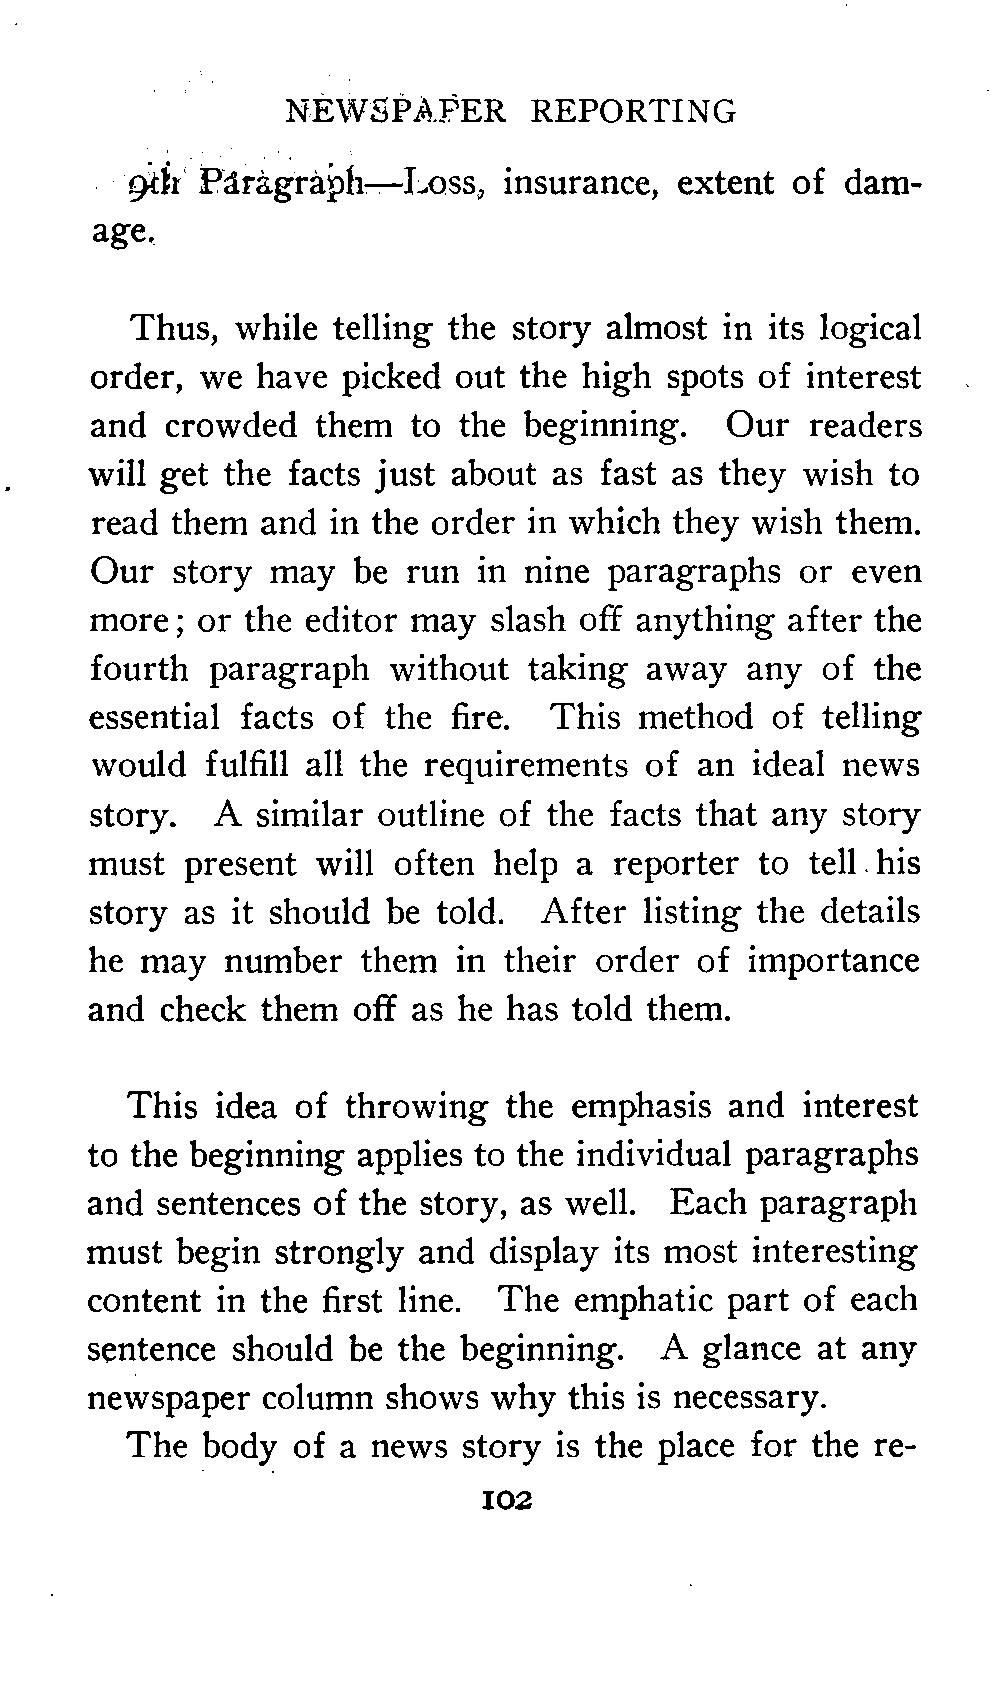 NEWSPAPER REPORTING
9th Paragraph—Loss, insurance, extent of dam-
age.
Thus, while telling the story almost in its logical
order, we have picked out the high spots of interest
and crowded them to the beginning. Our readers
will get the facts just about as fast as they wish to
read them and in the order in which they wish them.
Our story may be run in nine paragraphs or even
more; or the editor may slash off anything after the
fourth paragraph without taking away any of the
essential facts of the fire. This method of telling
would fulfill all the requirements of an ideal news
story. A similar outline of the facts that any story
must present will often help a reporter to tell his
story as it should be told. After listing the details
he may number them in their order of importance
and check them off as he has told them.
This idea of throwing the emphasis and interest
to the beginning applies to the individual paragraphs
and sentences of the story, as well. Each paragraph
must begin strongly and display its most interesting
content in the first line. The emphatic part of each
sentence should be the beginning. A glance at any
newspaper column shows why this is necessary.
The body of a news story is the place for the re-
102